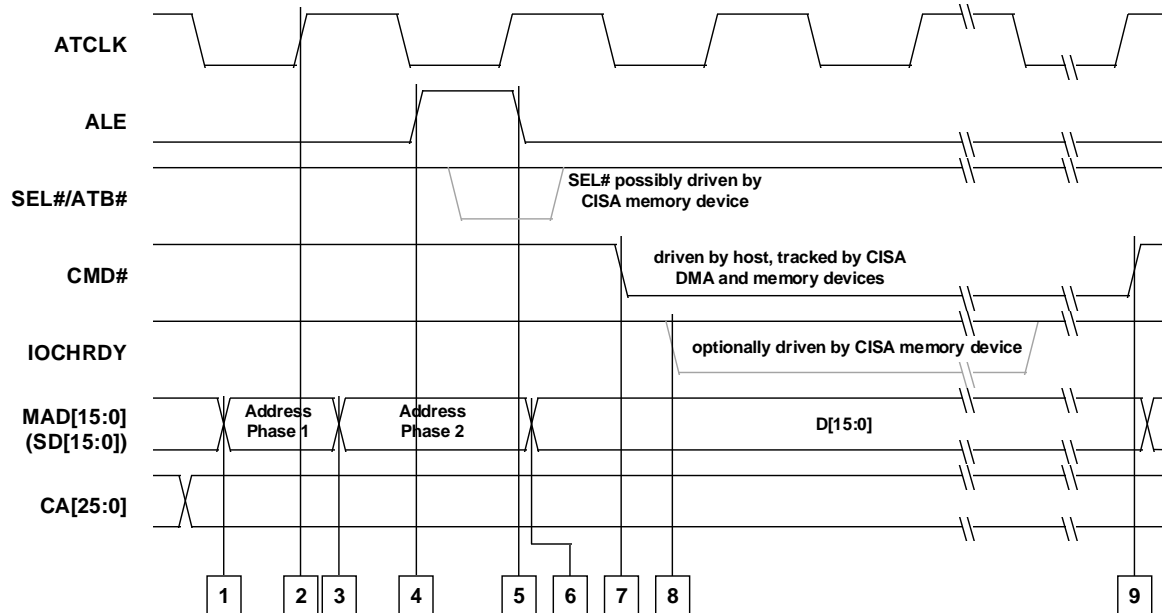 ATCLK
ALE
SEL#/ATB#
SEL# possibly driven by
CISA memory device
CMD#
driven by host, tracked by CISA
DMA and memory devices
IOCHRDY
optionally driven by CISA memory device
MAD[15:0]
(SD[15:0])
Address
Phase 1
Address
Phase 2
D[15:0]
CA[25:0]
1 2 3 4 5 6 7 8 9